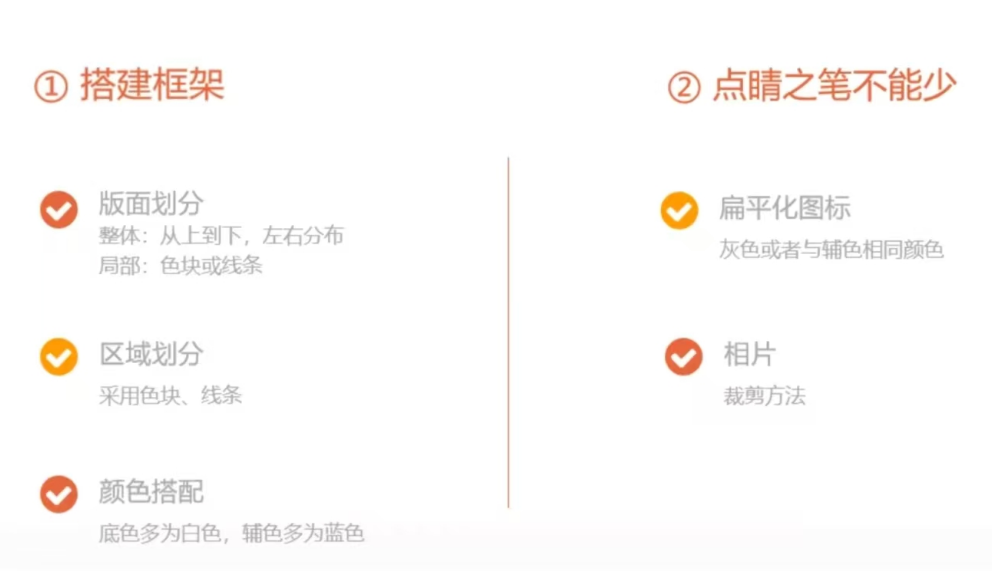 ① 搭建框架
版面划分
整体：从上到下，左右分布
局部：色块或线条
区域划分
采用色块、线条
颜色搭配
底色多为白色，辅色多为蓝色
② 点睛之笔不能少
扁平化图标
灰色或者与辅色相同颜色
相片
裁剪方法